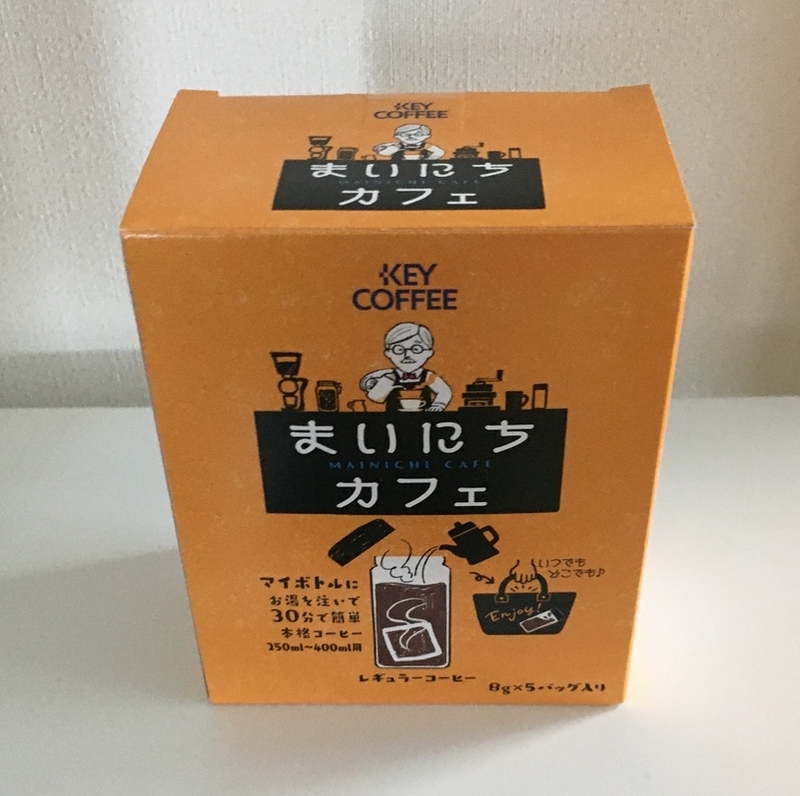 KEY
COFFEE
まいにち
MAINICHI CAFE
カフェ
KEY
COFFEE
まいにち
MAINICHI CAFE
カフェ
いつでも
どこでも♪
マイボトルに
お湯を注いで
30分で簡単
本格コーヒー
250ml～400ml用
Enjoy!
レギュラーコーヒー
8g×5バッグ入り